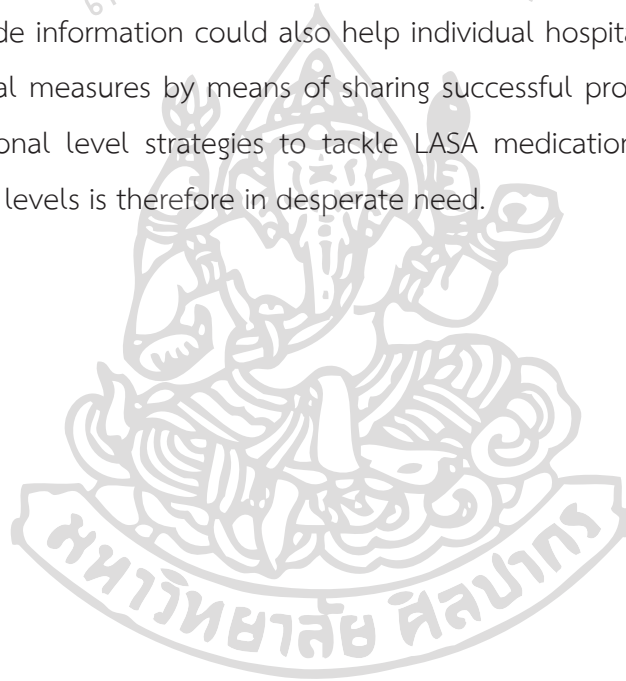 de information could also help individual hospita
al measures by means of sharing successful pro
onal level strategies to tackle LASA medication
levels is therefore in desperate need.
มหาวิทยาลัย ศิลปากร